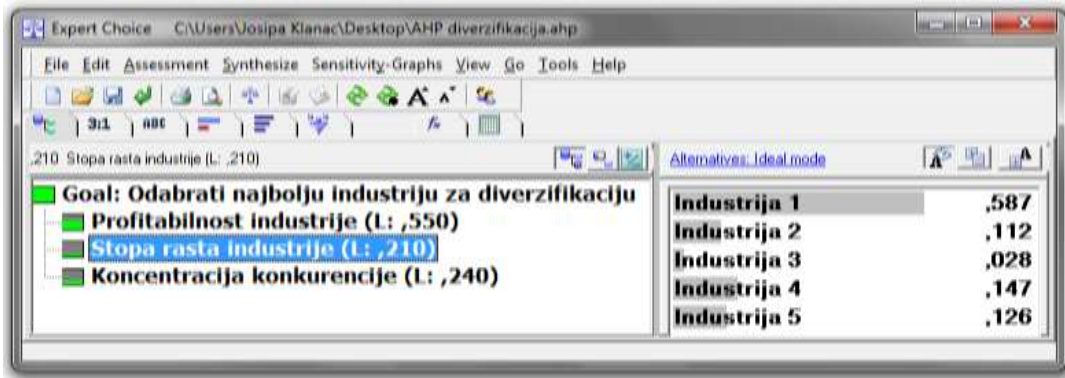 Expert Choice C:\Users\Josipa Klanac\Desktop\AHP diverzifikacija.ahp
File Edit Assessment Synthesize Sensitivity-Graphs View Go Tools Help
A A
3:1 ABC
,210 Stopa rasta industrije (L: ,210)
Goal: Odabrati najbolju industriju za diverzifikaciju
Profitabilnost industrije (L: ,550)
Stopa rasta industrije (L: ,210)
Koncentracija konkurencije (L: ,240)
Alternatives: Ideal mode
Industrija 1 ,587
Industrija 2 ,112
Industrija 3 ,028
Industrija 4 ,147
Industrija 5 ,126